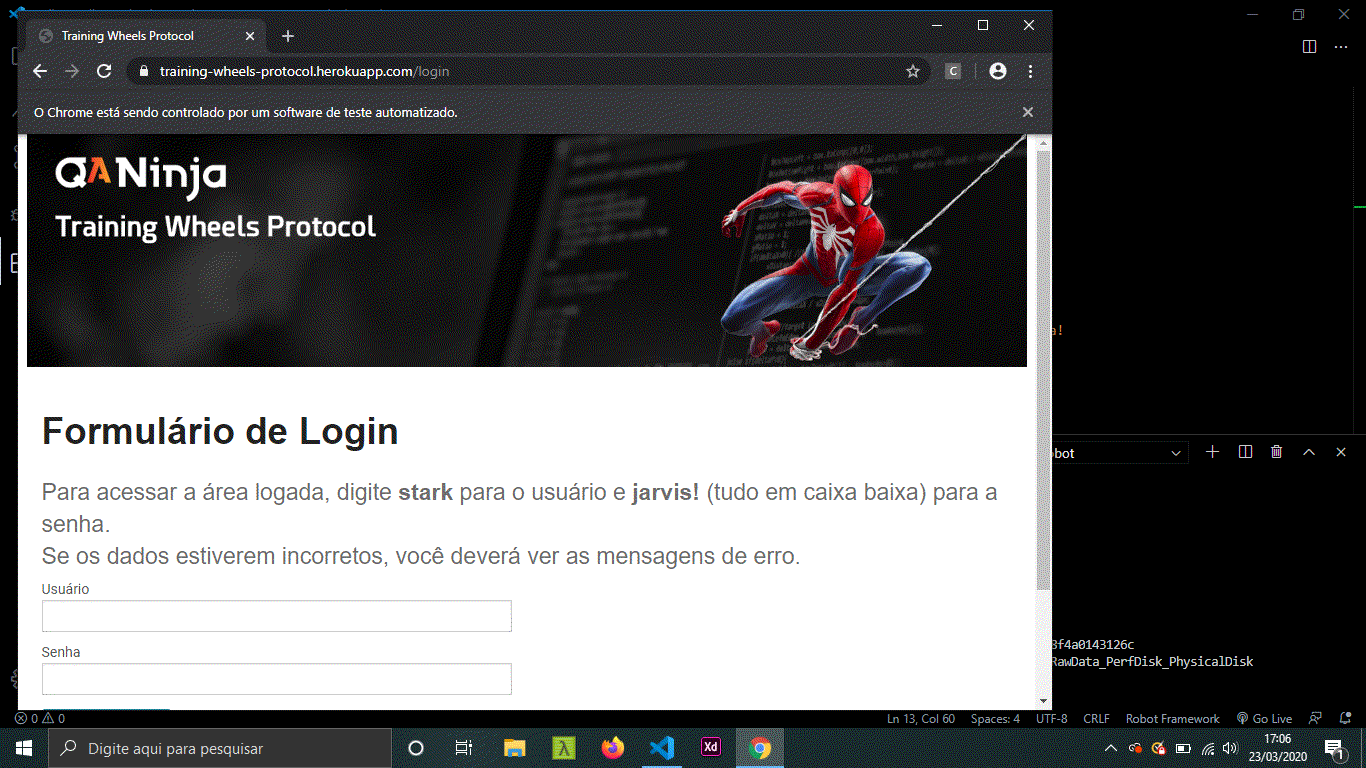 Training Wheels Protocol
training-wheels-protocol.herokuapp.com/login
C
O Chrome está sendo controlado por um software de teste automatizado.
QANinja
Training Wheels Protocol
a!
Formulário de Login
obot
Para acessar a área logada, digite stark para o usuário e jarvis! (tudo em caixa baixa) para a
senha.
Se os dados estiverem incorretos, você deverá ver as mensagens de erro.
Usuário
Senha
3f4a0143126c
RawData_PerfDisk_PhysicalDisk
0 0 Ln 13, Col 60 Spaces: 4 UTF-8 CRLF Robot Framework Go Live
Digite aqui para pesquisar
λ
Xd
17:06
23/03/2020
1